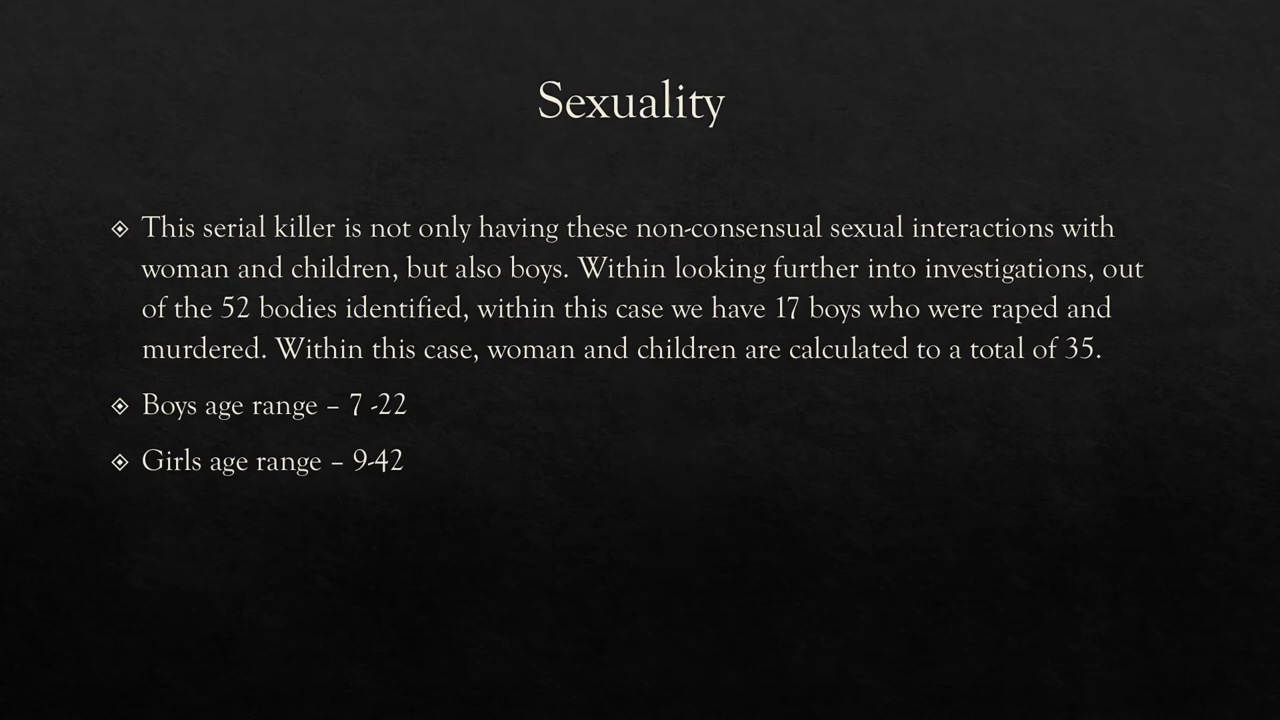 Sexuality
This serial killer is not only having these non-consensual sexual interactions with
woman and children, but also boys. Within looking further into investigations, out
of the 52 bodies identified, within this case we have 17 boys who were raped and
murdered. Within this case, woman and children are calculated to a total of 35.
Boys age range – 7 -22
Girls age range – 9-42